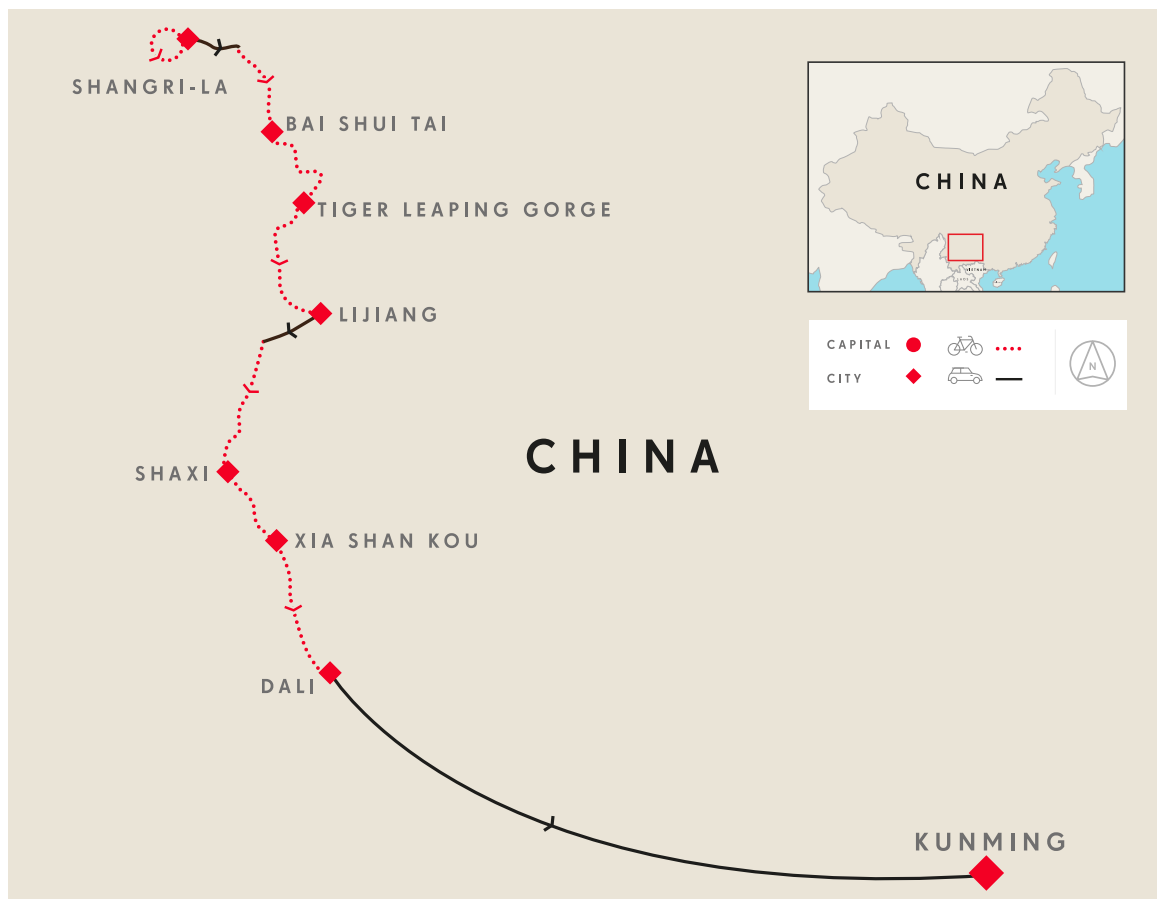 SHANGRI-LA
BAI SHUI TAI
TIGER LEAPING GORGE
LIJIANG
SHAXI
XIA SHAN KOU
DALI
KUNMING
CHINA
CHINA
VIETNAM
CAPITAL
CITY
N